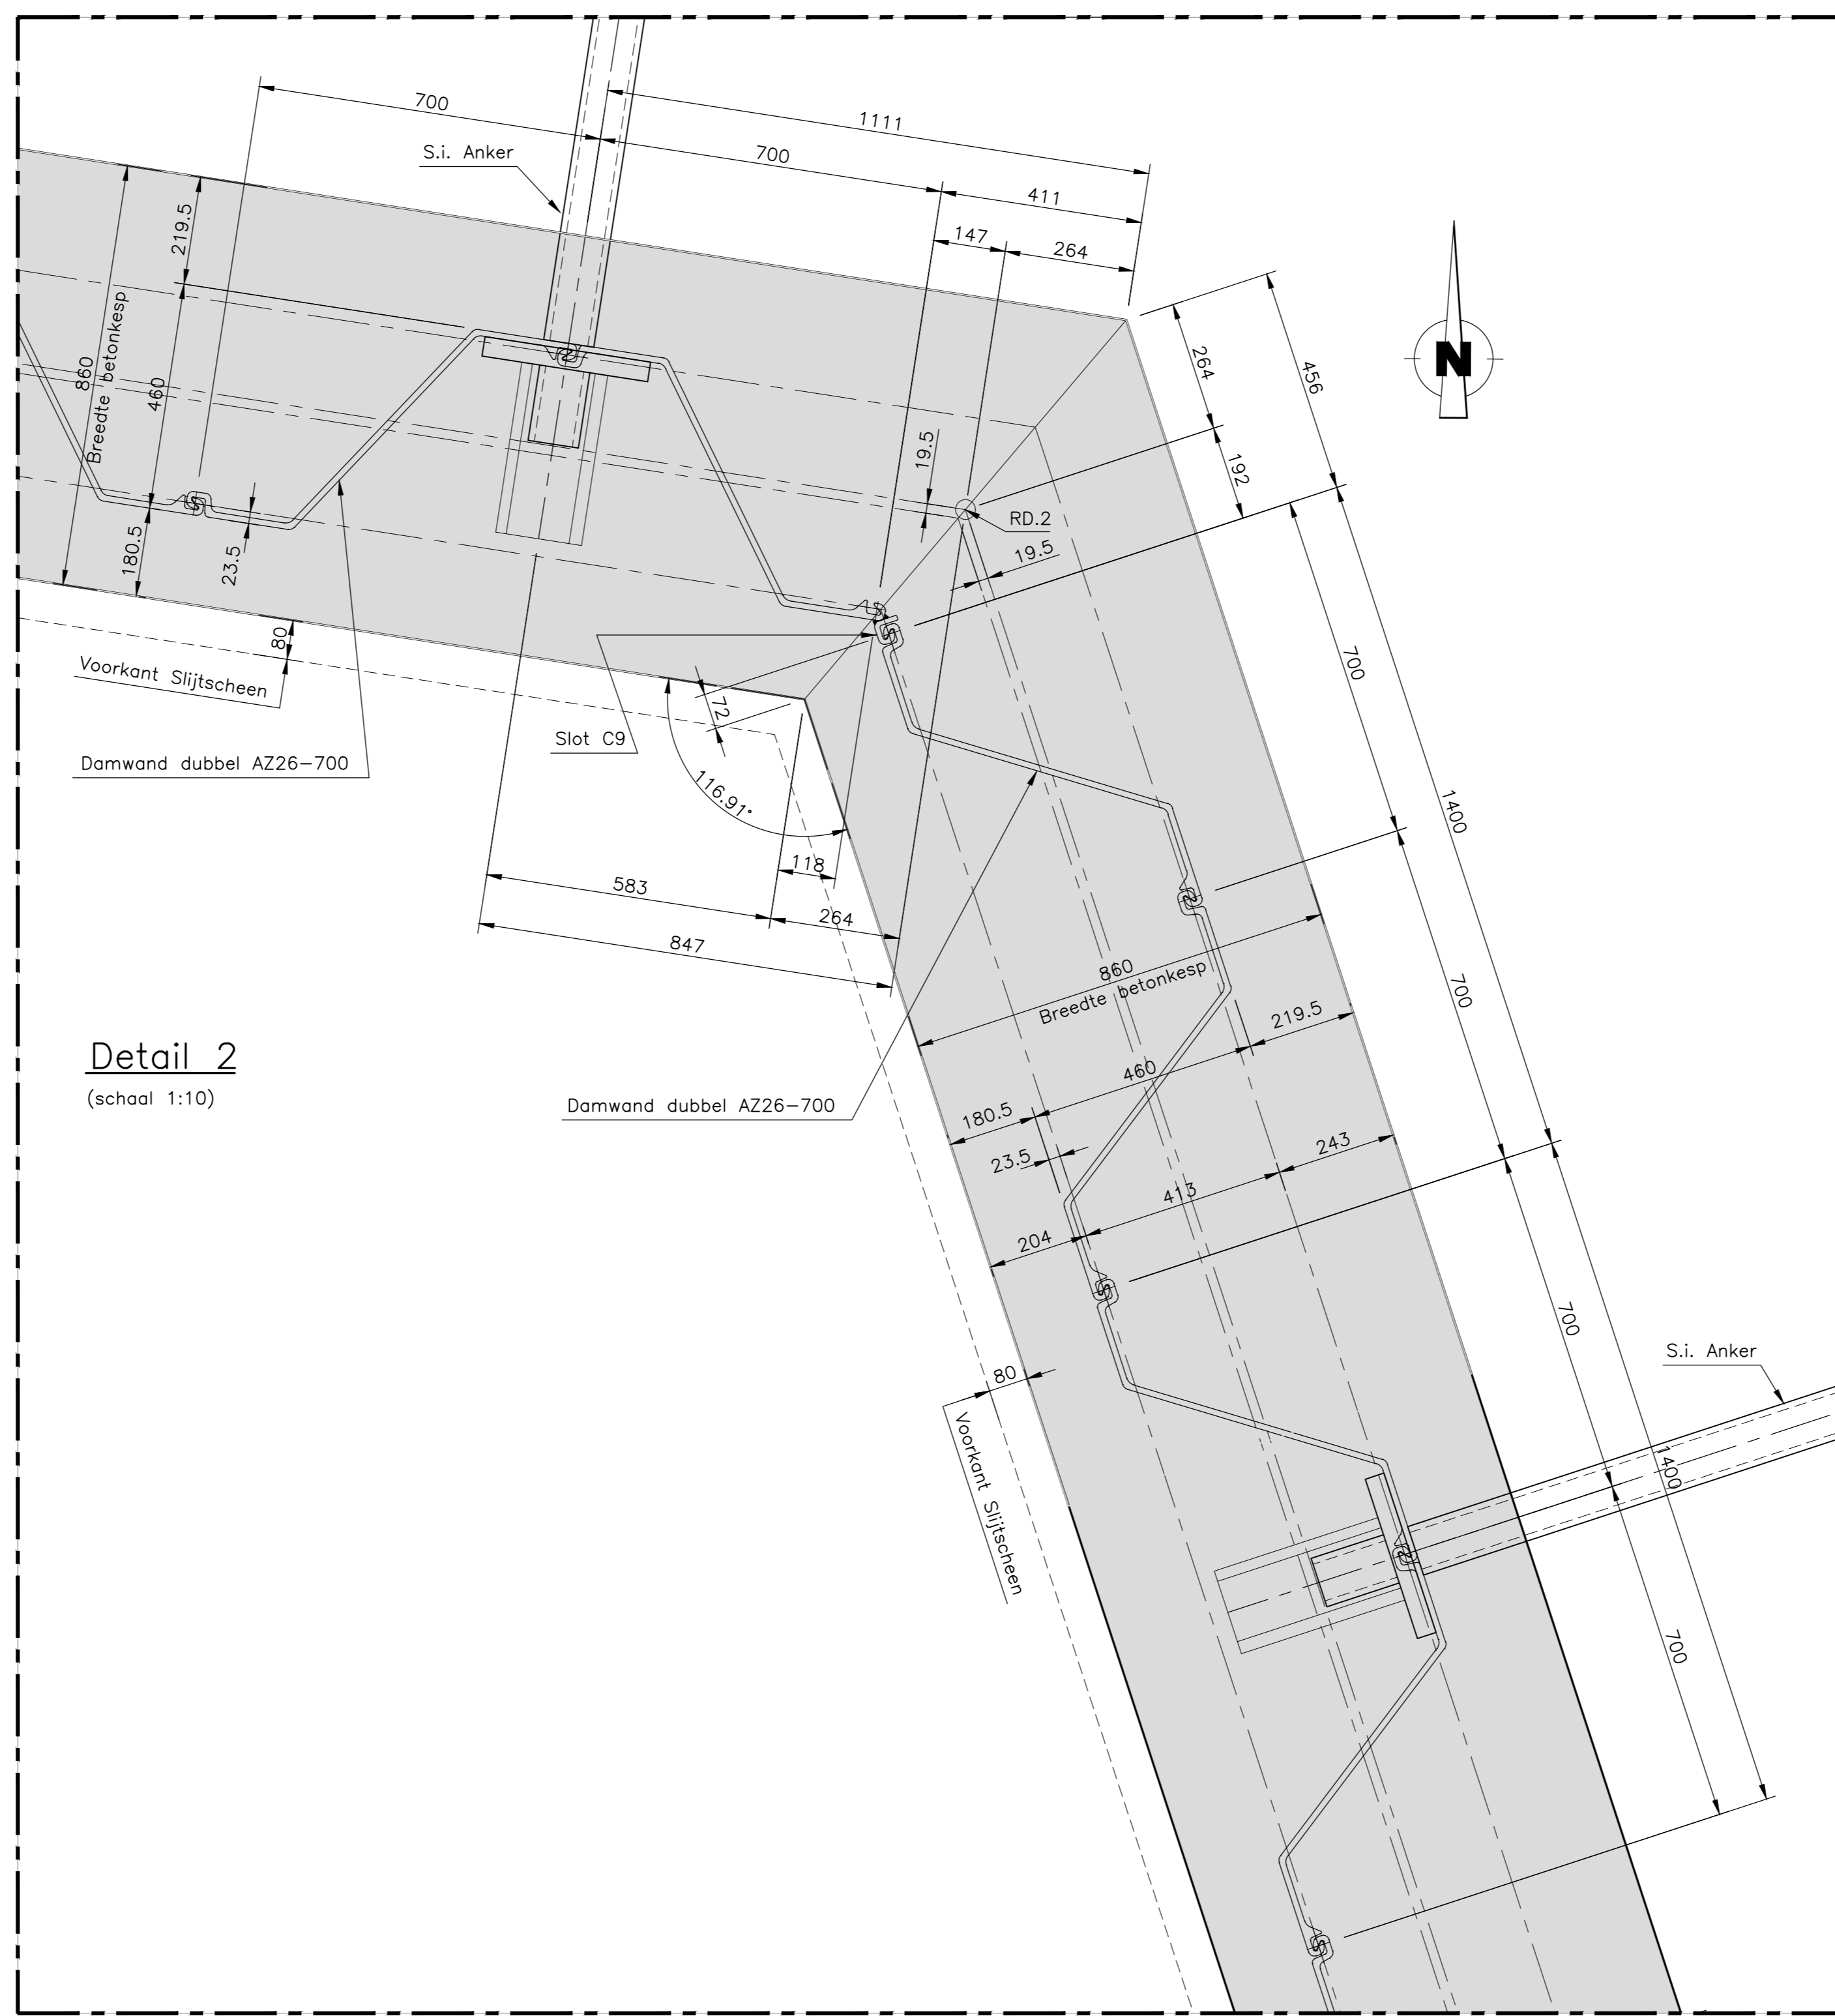 700
1111
S.i. Anker
700
411
219.5
147
264
860
Breedte betonkesp
460
264
456
N
19.5
192
RD.2
19.5
180.5
23.5
80
Voorkant Slijtscheen
72
Slot C9
Damwand dubbel AZ26-700
116.91°
700
1400
118
583
264
847
860
Breedte betonkesp
700
219.5
Detail 2
(schaal 1:10)
460
Damwand dubbel AZ26-700
180.5
243
23.5
413
204
700
S.i. Anker
80
Voorkant Slijtscheen
1400
700